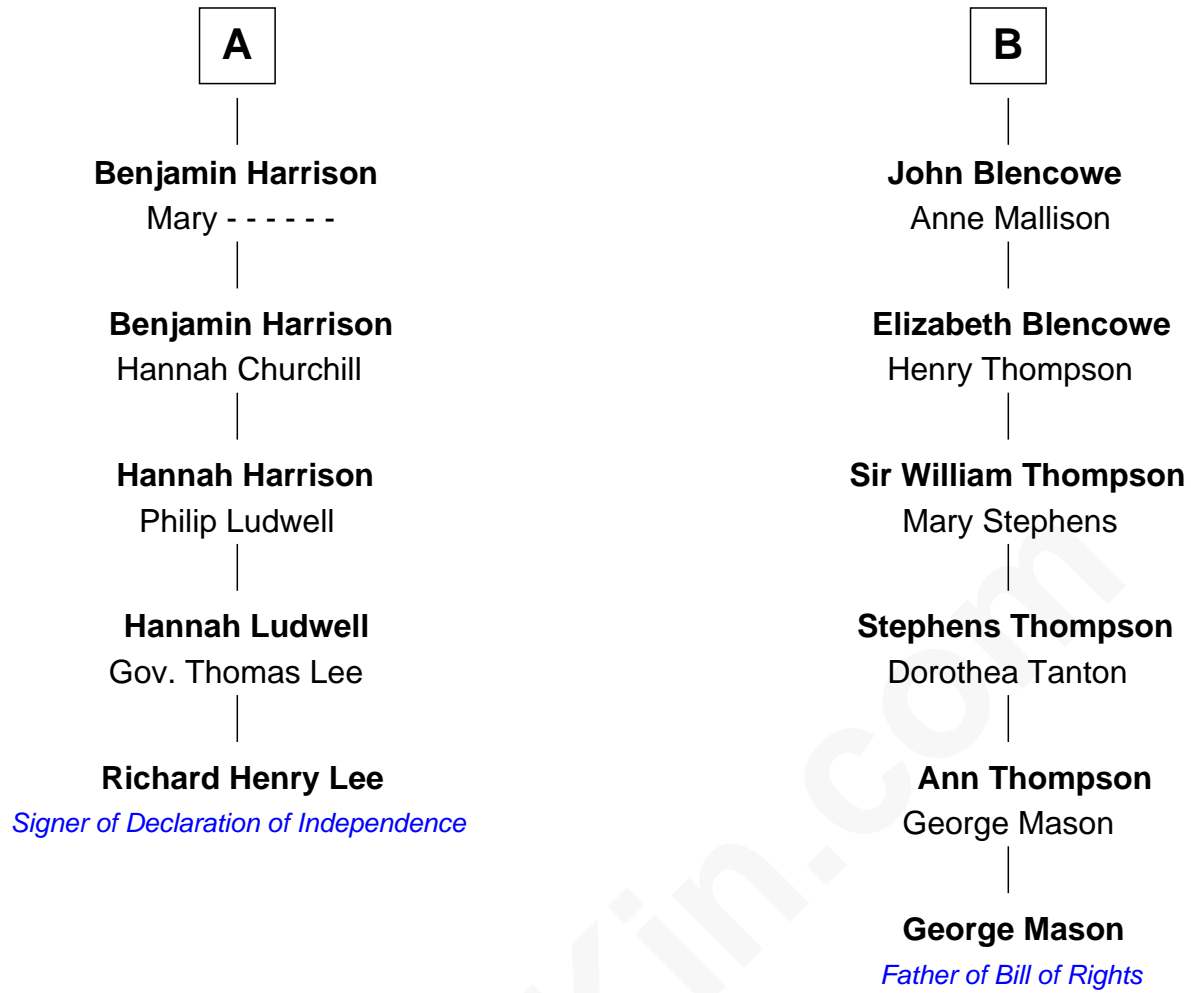 A
Benjamin Harrison
Mary - - - - - -
Benjamin Harrison
Hannah Churchill
Hannah Harrison
Philip Ludwell
Hannah Ludwell
Gov. Thomas Lee
Richard Henry Lee
Signer of Declaration of Independence
B
John Blencowe
Anne Mallison
Elizabeth Blencowe
Henry Thompson
Sir William Thompson
Mary Stephens
Stephens Thompson
Dorothea Tanton
Ann Thompson
George Mason
George Mason
Father of Bill of Rights
Kin.com